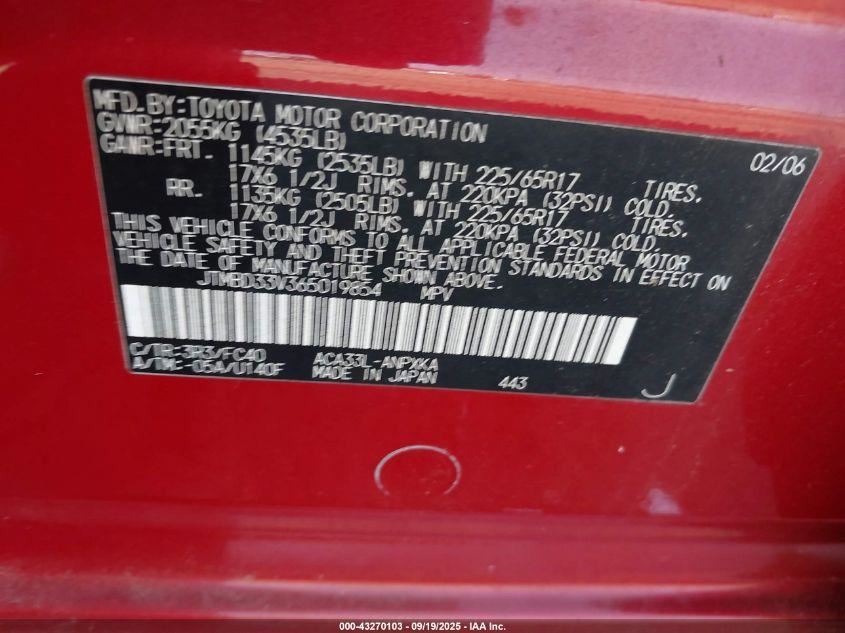 MFD. BY: TOYOTA MOTOR CORPORATION 02/06
GVWR: 2055KG (4535LB)
GAWR: FRT. 1145KG (2535LB) WITH 225/65R17 TIRES.
17X6 1/2J RIMS. AT 220KPA (32PSI) COLD.
RR. 1135KG (2505LB) WITH 225/65R17 TIRES.
17X6 1/2J RIMS. AT 220KPA (32PSI) COLD.
THIS VEHICLE CONFORMS TO ALL APPLICABLE FEDERAL MOTOR
VEHICLE SAFETY AND THEFT PREVENTION STANDARDS IN EFFECT ON
THE DATE OF MANUFACTURE SHOWN ABOVE.
JTMBD33V365019854 MPV
C/TR: 3R3/FC40 ACA33L-ANPXKA
A/TM: -05A/U140F MADE IN JAPAN 443 J
000-43270103 - 09/19/2025 - IAA Inc.